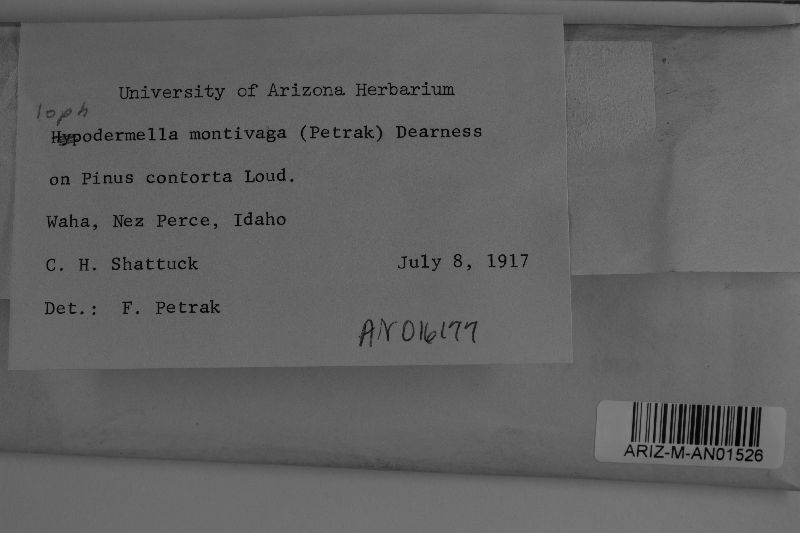 University of Arizona Herbarium
loph
Hypodermella montivaga (Petrak) Dearness
on Pinus contorta Loud.
Waha, Nez Perce, Idaho
C. H. Shattuck July 8, 1917
Det.: F. Petrak
AN016177
ARIZ-M-AN01526